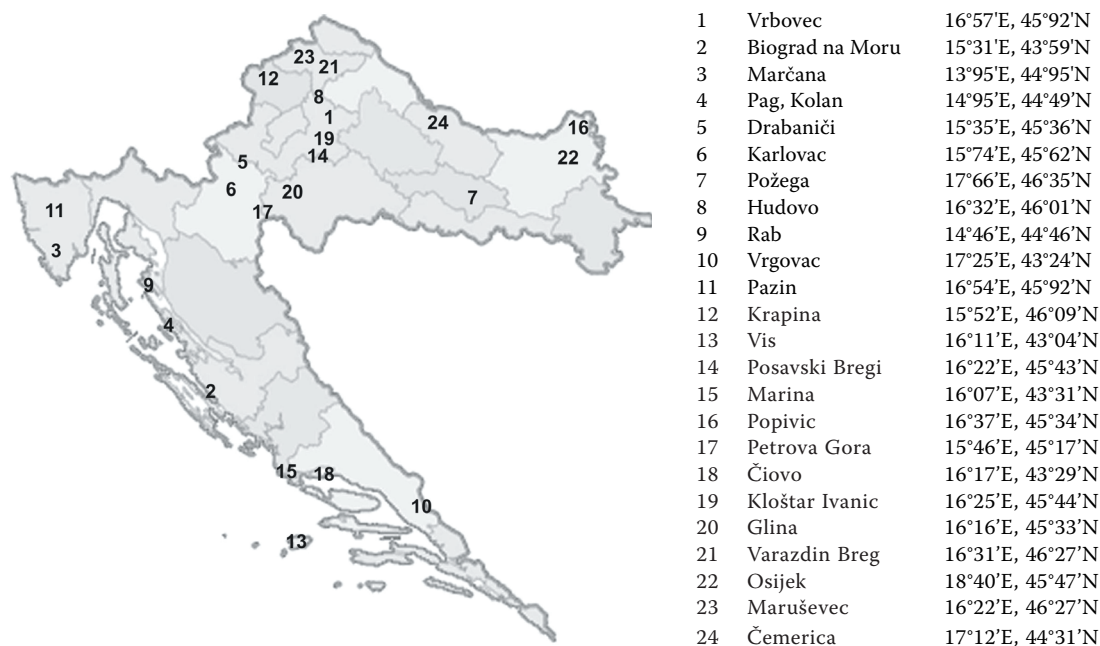 23
21
12
8
1
24
16
19
14
22
5
6
20
7
17
11
3
9
4
2
15
18
10
13
1 Vrbovec 16°57'E, 45°92'N
2 Biograd na Moru 15°31'E, 43°59'N
3 Marčana 13°95'E, 44°95'N
4 Pag, Kolan 14°95'E, 44°49'N
5 Drabaniči 15°35'E, 45°36'N
6 Karlovac 15°74'E, 45°62'N
7 Požega 17°66'E, 46°35'N
8 Hudovo 16°32'E, 46°01'N
9 Rab 14°46'E, 44°46'N
10 Vrgovac 17°25'E, 43°24'N
11 Pazin 16°54’E, 45°92’N
12 Krapina 15°52’E, 46°09’N
13 Vis 16°11’E, 43°04’N
14 Posavski Bregi 16°22’E, 45°43’N
15 Marina 16°07’E, 43°31’N
16 Popivic 16°37’E, 45°34’N
17 Petrova Gora 15°46’E, 45°17’N
18 Čiovo 16°17’E, 43°29’N
19 Kloštar Ivanic 16°25’E, 45°44’N
20 Glina 16°16’E, 45°33’N
21 Varazdin Breg 16°31’E, 46°27’N
22 Osijek 18°40’E, 45°47’N
23 Maruševec 16°22’E, 46°27’N
24 Čemerica 17°12’E, 44°31’N